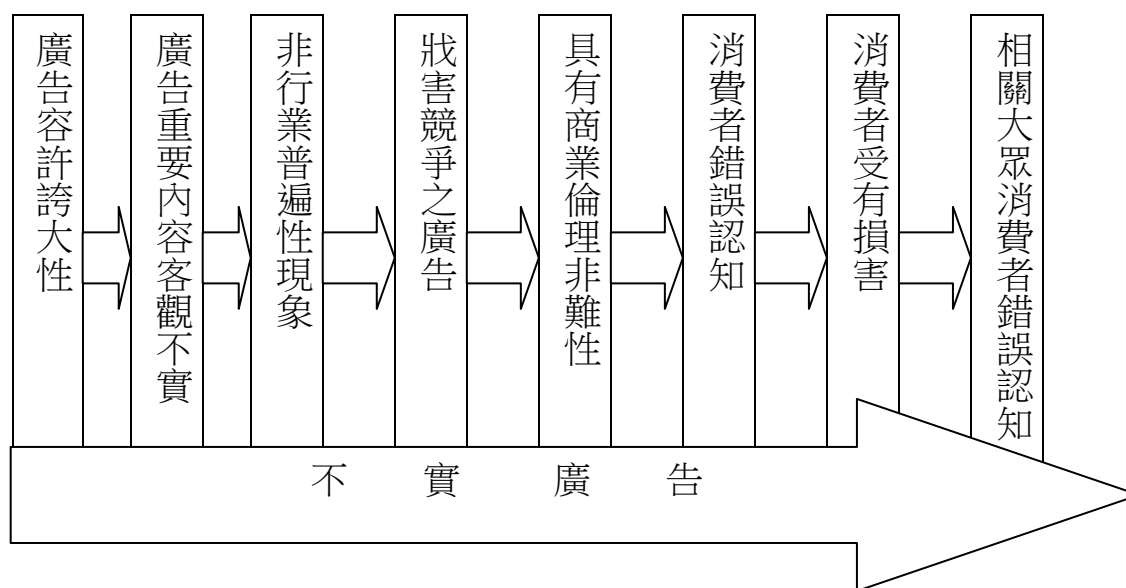 廣告容許誇大性
廣告重要內容客觀不實
非行業普遍性現象
戕害競爭之廣告
具有商業倫理非難性
消費者錯誤認知
消費者受有損害
相關大眾消費者錯誤認知
不實廣告